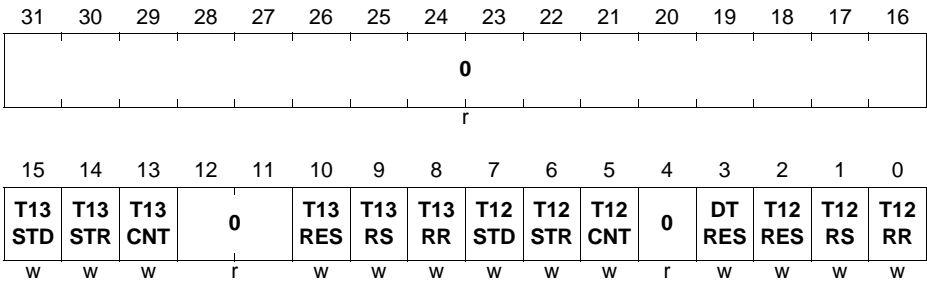 31 30 29 28 27 26 25 24 23 22 21 20 19 18 17 16
0
r
15 14 13 12 11 10 9 8 7 6 5 4 3 2 1 0
T13 STD T13 STR T13 CNT 0 T13 RES T13 RS T13 RR T12 STD T12 STR T12 CNT 0 DT RES T12 RES T12 RS T12 RR
w w w r w w w w w w r w w w w